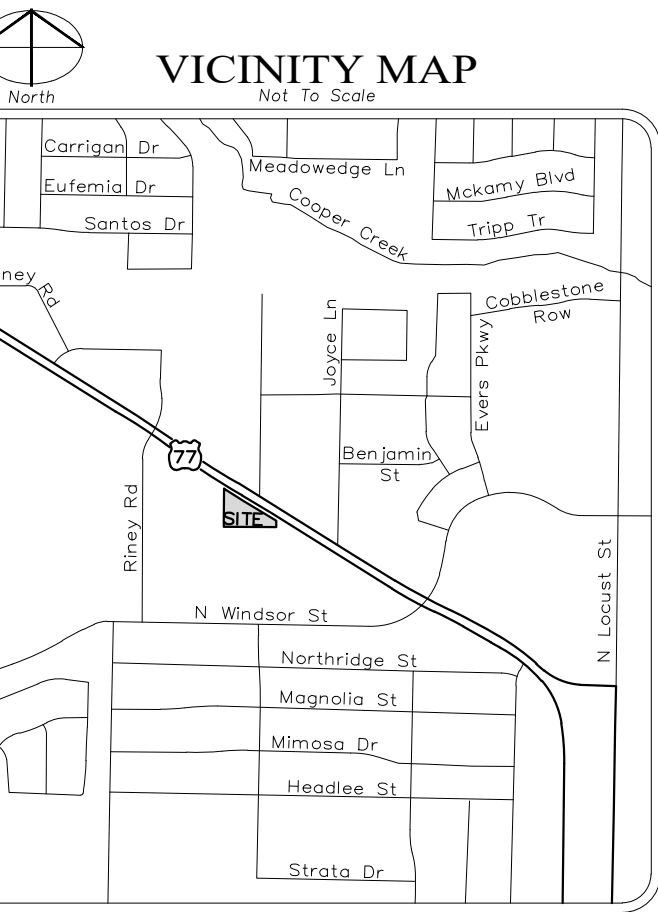 VICINITY MAP
North
Not To Scale
Carrigan Dr
Meadowedge Ln
Eufemia Dr
Mckamy Blvd
Santos Dr
Cooper Creek
Tripp Tr
ney Rd
Cobblestone
Row
Joyce Ln
Evers Pkwy
77
Benjamin
St
Riney Rd
SITE
N Locust St
N Windsor St
Northridge St
Magnolia St
Mimosa Dr
Headlee St
Strata Dr